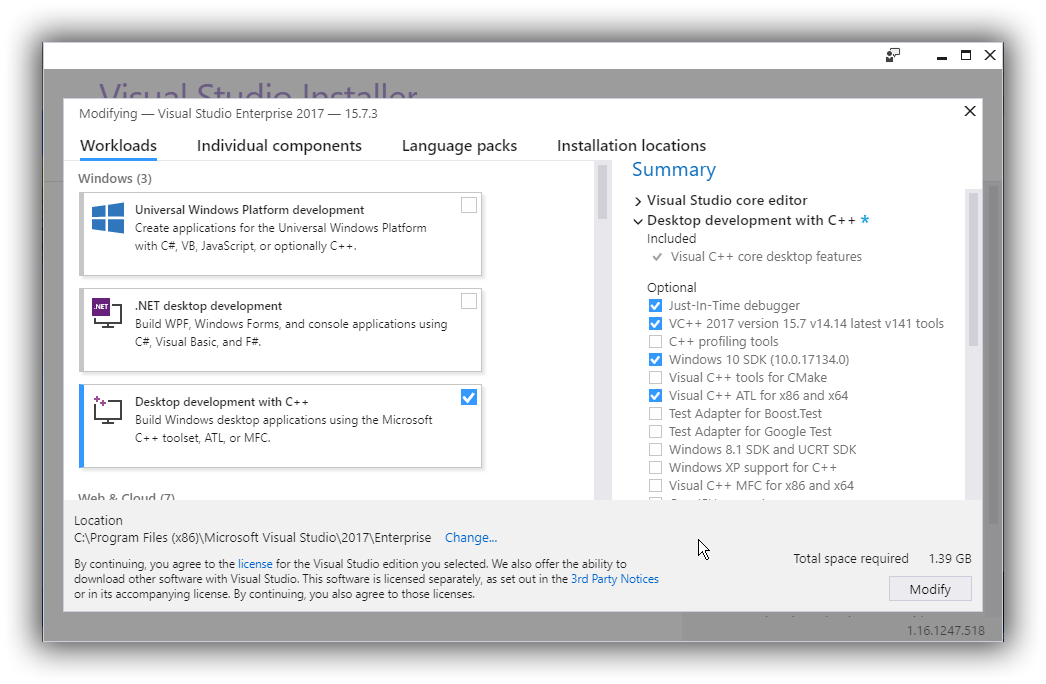 Visual Studio Installer
Modifying — Visual Studio Enterprise 2017 — 15.7.3
Workloads
Individual components
Language packs
Installation locations
Windows (3)
Universal Windows Platform development
Create applications for the Universal Windows Platform
with C#, VB, JavaScript, or optionally C++.
.NET
.NET desktop development
Build WPF, Windows Forms, and console applications using
C#, Visual Basic, and F#.
Desktop development with C++
Build Windows desktop applications using the Microsoft
C++ toolset, ATL, or MFC.
Web & Cloud (7)
Summary
Visual Studio core editor
Desktop development with C++ *
Included
Visual C++ core desktop features
Optional
Just-In-Time debugger
VC++ 2017 version 15.7 v14.14 latest v141 tools
C++ profiling tools
Windows 10 SDK (10.0.17134.0)
Visual C++ tools for CMake
Visual C++ ATL for x86 and x64
Test Adapter for Boost.Test
Test Adapter for Google Test
Windows 8.1 SDK and UCRT SDK
Windows XP support for C++
Visual C++ MFC for x86 and x64
Location
C:\Program Files (x86)\Microsoft Visual Studio\2017\Enterprise Change...
By continuing, you agree to the license for the Visual Studio edition you selected. We also offer the ability to
download other software with Visual Studio. This software is licensed separately, as set out in the 3rd Party Notices
or in its accompanying license. By continuing, you also agree to those licenses.
Total space required 1.39 GB
Modify
1.16.1247.518